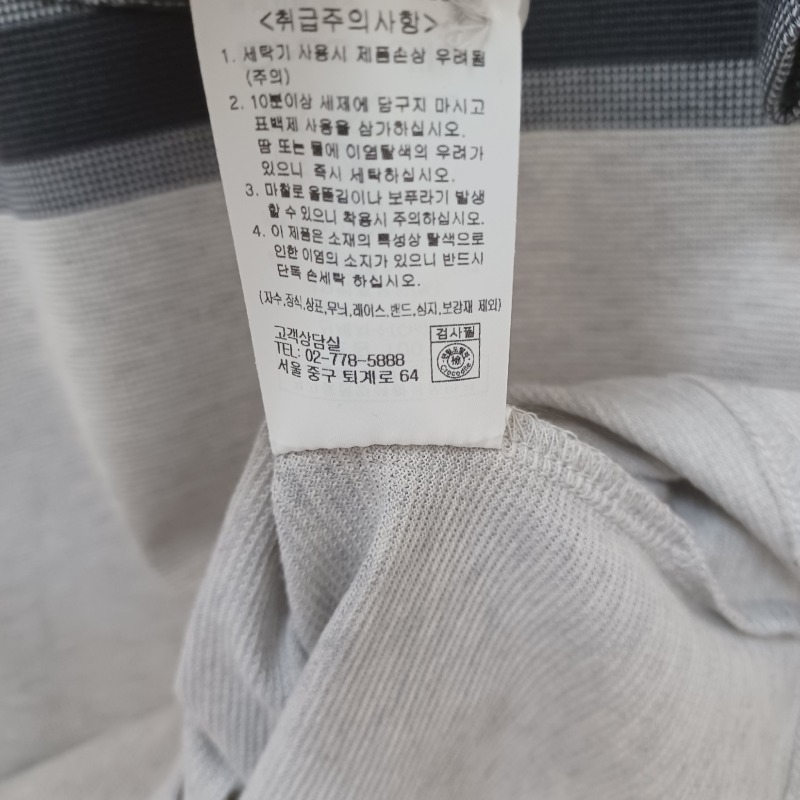 <취급주의사항>
1. 세탁기 사용시 제품손상 우려됨
(주의)
2. 10분이상 세제에 담구지 마시고
표백제 사용을 삼가하십시오.
땀 또는 물에 이염탈색의 우려가
있으니 즉시 세탁하십시오.
3. 마찰로 올뜯김이나 보푸라기 발생
할 수 있으니 착용시 주의하십시오.
4. 이 제품은 소재의 특성상 탈색으로
인한 이염의 소지가 있으니 반드시
단독 손세탁 하십시오.
(자수,장식,상표,무늬,레이스,밴드,심지,보강재 제외)
고객상담실
TEL: 02-778-5888
서울 중구 퇴계로 64
검사필
Crocodile